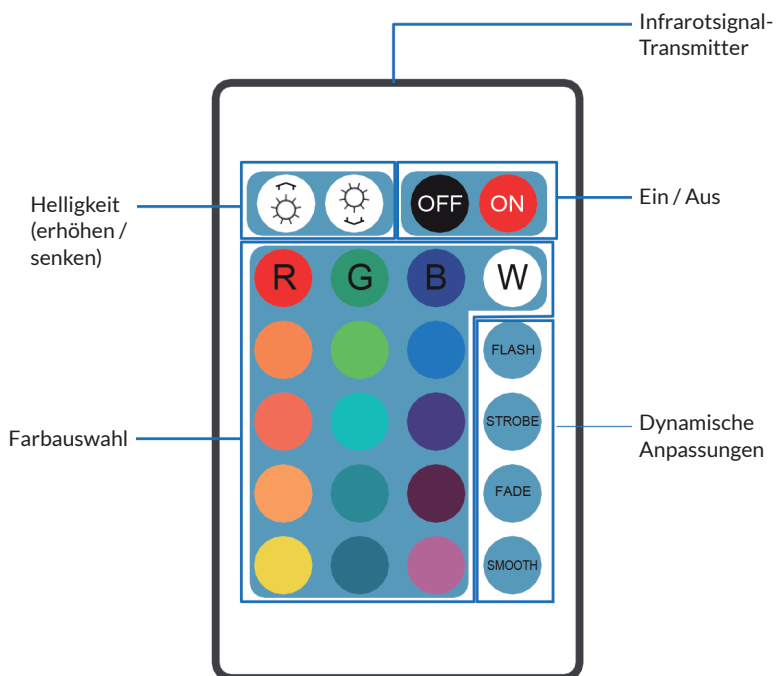 Infrarotsignal-
Transmitter
Helligkeit
(erhöhen /
senken)
OFF ON
Ein / Aus
R G B W
FLASH
STROBE
Farbauswahl
Dynamische
Anpassungen
FADE
SMOOTH